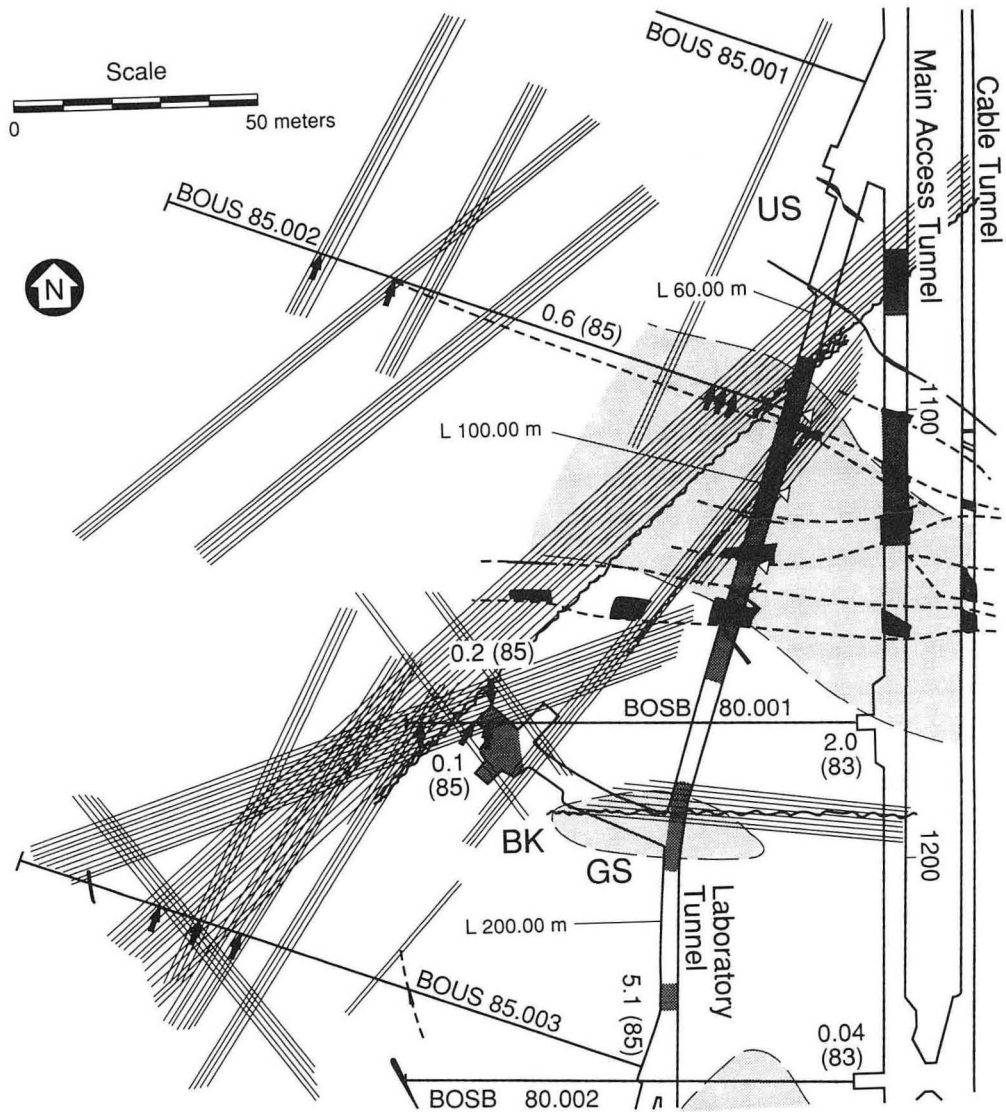 Scale
0
50 meters
BOUS 85.001
Main Access Tunnel
Cable Tunnel
BOUS 85.002
US
N
L 60.00 m
0.6 (85)
1100
L 100.00 m
0.2 (85)
BOSB 80.001
0.1
(85)
2.0
(83)
BK
GS
1200
Laboratory
Tunnel
L 200.00 m
BOUS 85.003
5.1 (85)
0.04
(83)
BOSB 80.002